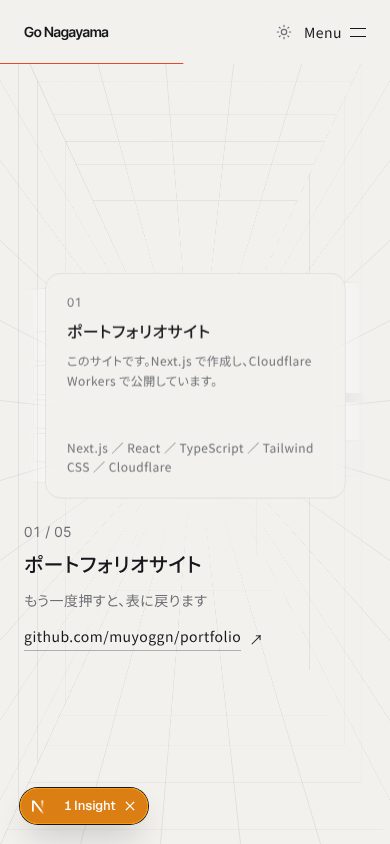 Go Nagayama
Menu
01
ポートフォリオサイト
このサイトです。Next.js で作成し、Cloudflare
Workers で公開しています。
Next.js ／ React ／ TypeScript ／ Tailwind
CSS ／ Cloudflare
01 / 05
ポートフォリオサイト
もう一度押すと、表に戻ります
github.com/muyoggn/portfolio ↗
N 1 Insight ×